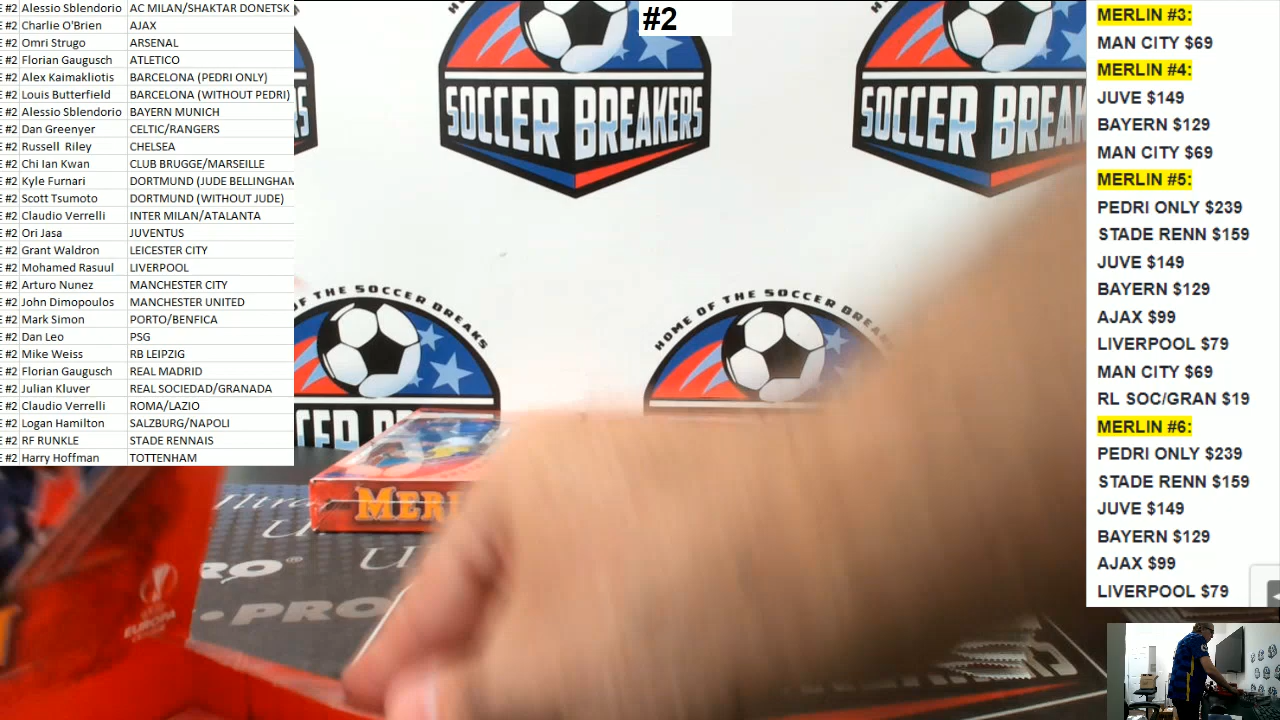 #2
E #2 Alessio Sblendorio AC MILAN/SHAKTAR DONETSK
E #2 Charlie O'Brien AJAX
E #2 Omri Strugo ARSENAL
E #2 Florian Gaugusch ATLETICO
E #2 Alex Kaimakliotis BARCELONA (PEDRI ONLY)
E #2 Louis Butterfield BARCELONA (WITHOUT PEDRI)
E #2 Alessio Sblendorio BAYERN MUNICH
E #2 Dan Greenyer CELTIC/RANGERS
E #2 Russell Riley CHELSEA
E #2 Chi Ian Kwan CLUB BRUGGE/MARSEILLE
E #2 Kyle Furnari DORTMUND (JUDE BELLINGHAM
E #2 Scott Tsumoto DORTMUND (WITHOUT JUDE)
E #2 Claudio Verrelli INTER MILAN/ATALANTA
E #2 Ori Jasa JUVENTUS
E #2 Grant Waldron LEICESTER CITY
E #2 Mohamed Rasuul LIVERPOOL
E #2 Arturo Nunez MANCHESTER CITY
E #2 John Dimopoulos MANCHESTER UNITED
E #2 Mark Simon PORTO/BENFICA
E #2 Dan Leo PSG
E #2 Mike Weiss RB LEIPZIG
E #2 Florian Gaugusch REAL MADRID
E #2 Julian Kluver REAL SOCIEDAD/GRANADA
E #2 Claudio Verrelli ROMA/LAZIO
E #2 Logan Hamilton SALZBURG/NAPOLI
E #2 RF RUNKLE STADE RENNAIS
E #2 Harry Hoffman TOTTENHAM
SOCCER BREAKERS
SOCCER BREAK
OF THE SOCCER BREAKS
HOME OF THE SOCCER BREAKS
MERL
EUROPA
LEAGUE
PRO
MERLIN #3:
MAN CITY $69
MERLIN #4:
JUVE $149
BAYERN $129
MAN CITY $69
MERLIN #5:
PEDRI ONLY $239
STADE RENN $159
JUVE $149
BAYERN $129
AJAX $99
LIVERPOOL $79
MAN CITY $69
RL SOC/GRAN $19
MERLIN #6:
PEDRI ONLY $239
STADE RENN $159
JUVE $149
BAYERN $129
AJAX $99
LIVERPOOL $79